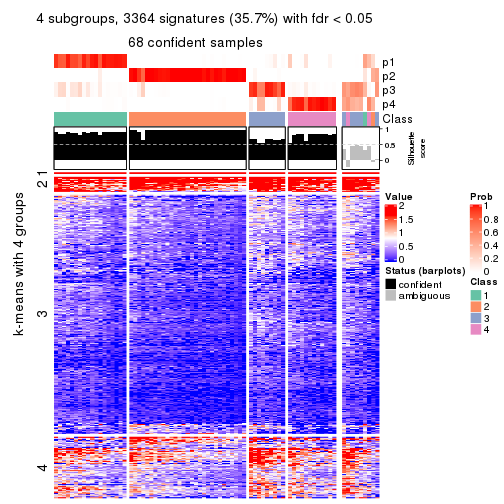 4 subgroups, 3364 signatures (35.7%) with fdr < 0.05
68 confident samples
p1
p2
p3
p4
Class
1
0.5
0
Silhouette
score
k-means with 4 groups
1
2
3
4
Value
2
1.5
1
0.5
0
Status (barplots)
confident
ambiguous
Prob
1
0.8
0.6
0.4
0.2
0
Class
1
2
3
4